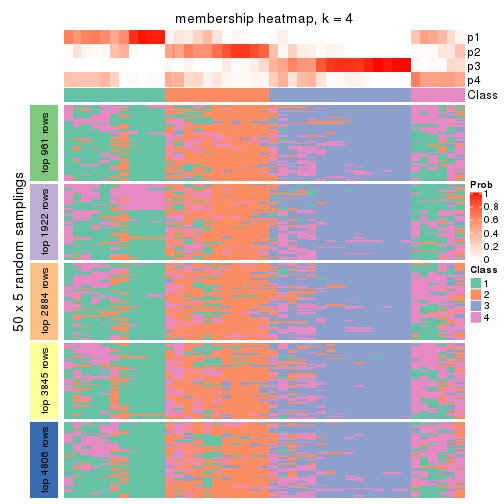 membership heatmap, k = 4
p1
p2
p3
p4
Class
50 x 5 random samplings
top 961 rows
top 1922 rows
top 2884 rows
top 3845 rows
top 4806 rows
Prob
1
0.8
0.6
0.4
0.2
0
Class
1
2
3
4